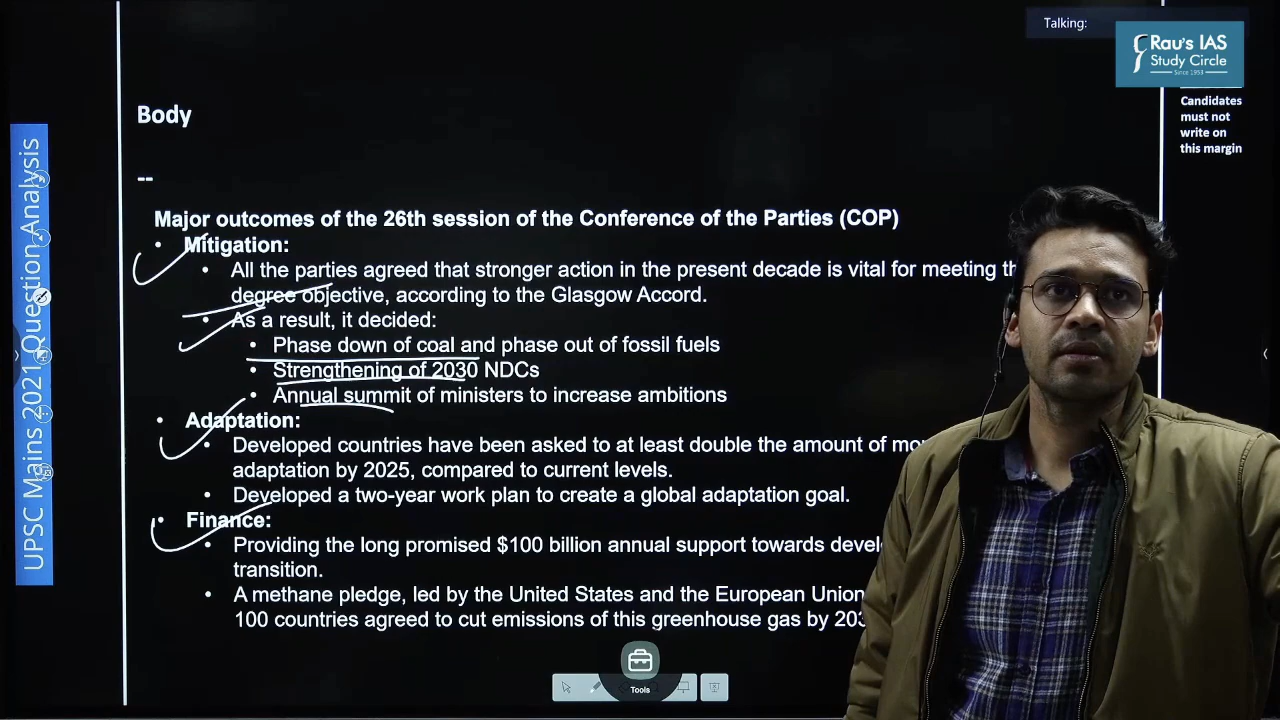 Talking:
Rau's IAS
Study Circle
Since 1953
Candidates
must not
write on
this margin
UPSC Mains 2021 Question Analysis
Body
--
Major outcomes of the 26th session of the Conference of the Parties (COP)
• Mitigation:
• All the parties agreed that stronger action in the present decade is vital for meeting
degree objective, according to the Glasgow Accord.
• As a result, it decided:
• Phase down of coal and phase out of fossil fuels
• Strengthening of 2030 NDCs
• Annual summit of ministers to increase ambitions
• Adaptation:
• Developed countries have been asked to at least double the amount of
adaptation by 2025, compared to current levels.
• Developed a two-year work plan to create a global adaptation goal.
• Finance:
• Providing the long promised $100 billion annual support towards
transition.
• A methane pledge, led by the United States and the European Union
100 countries agreed to cut emissions of this greenhouse gas by
Tools